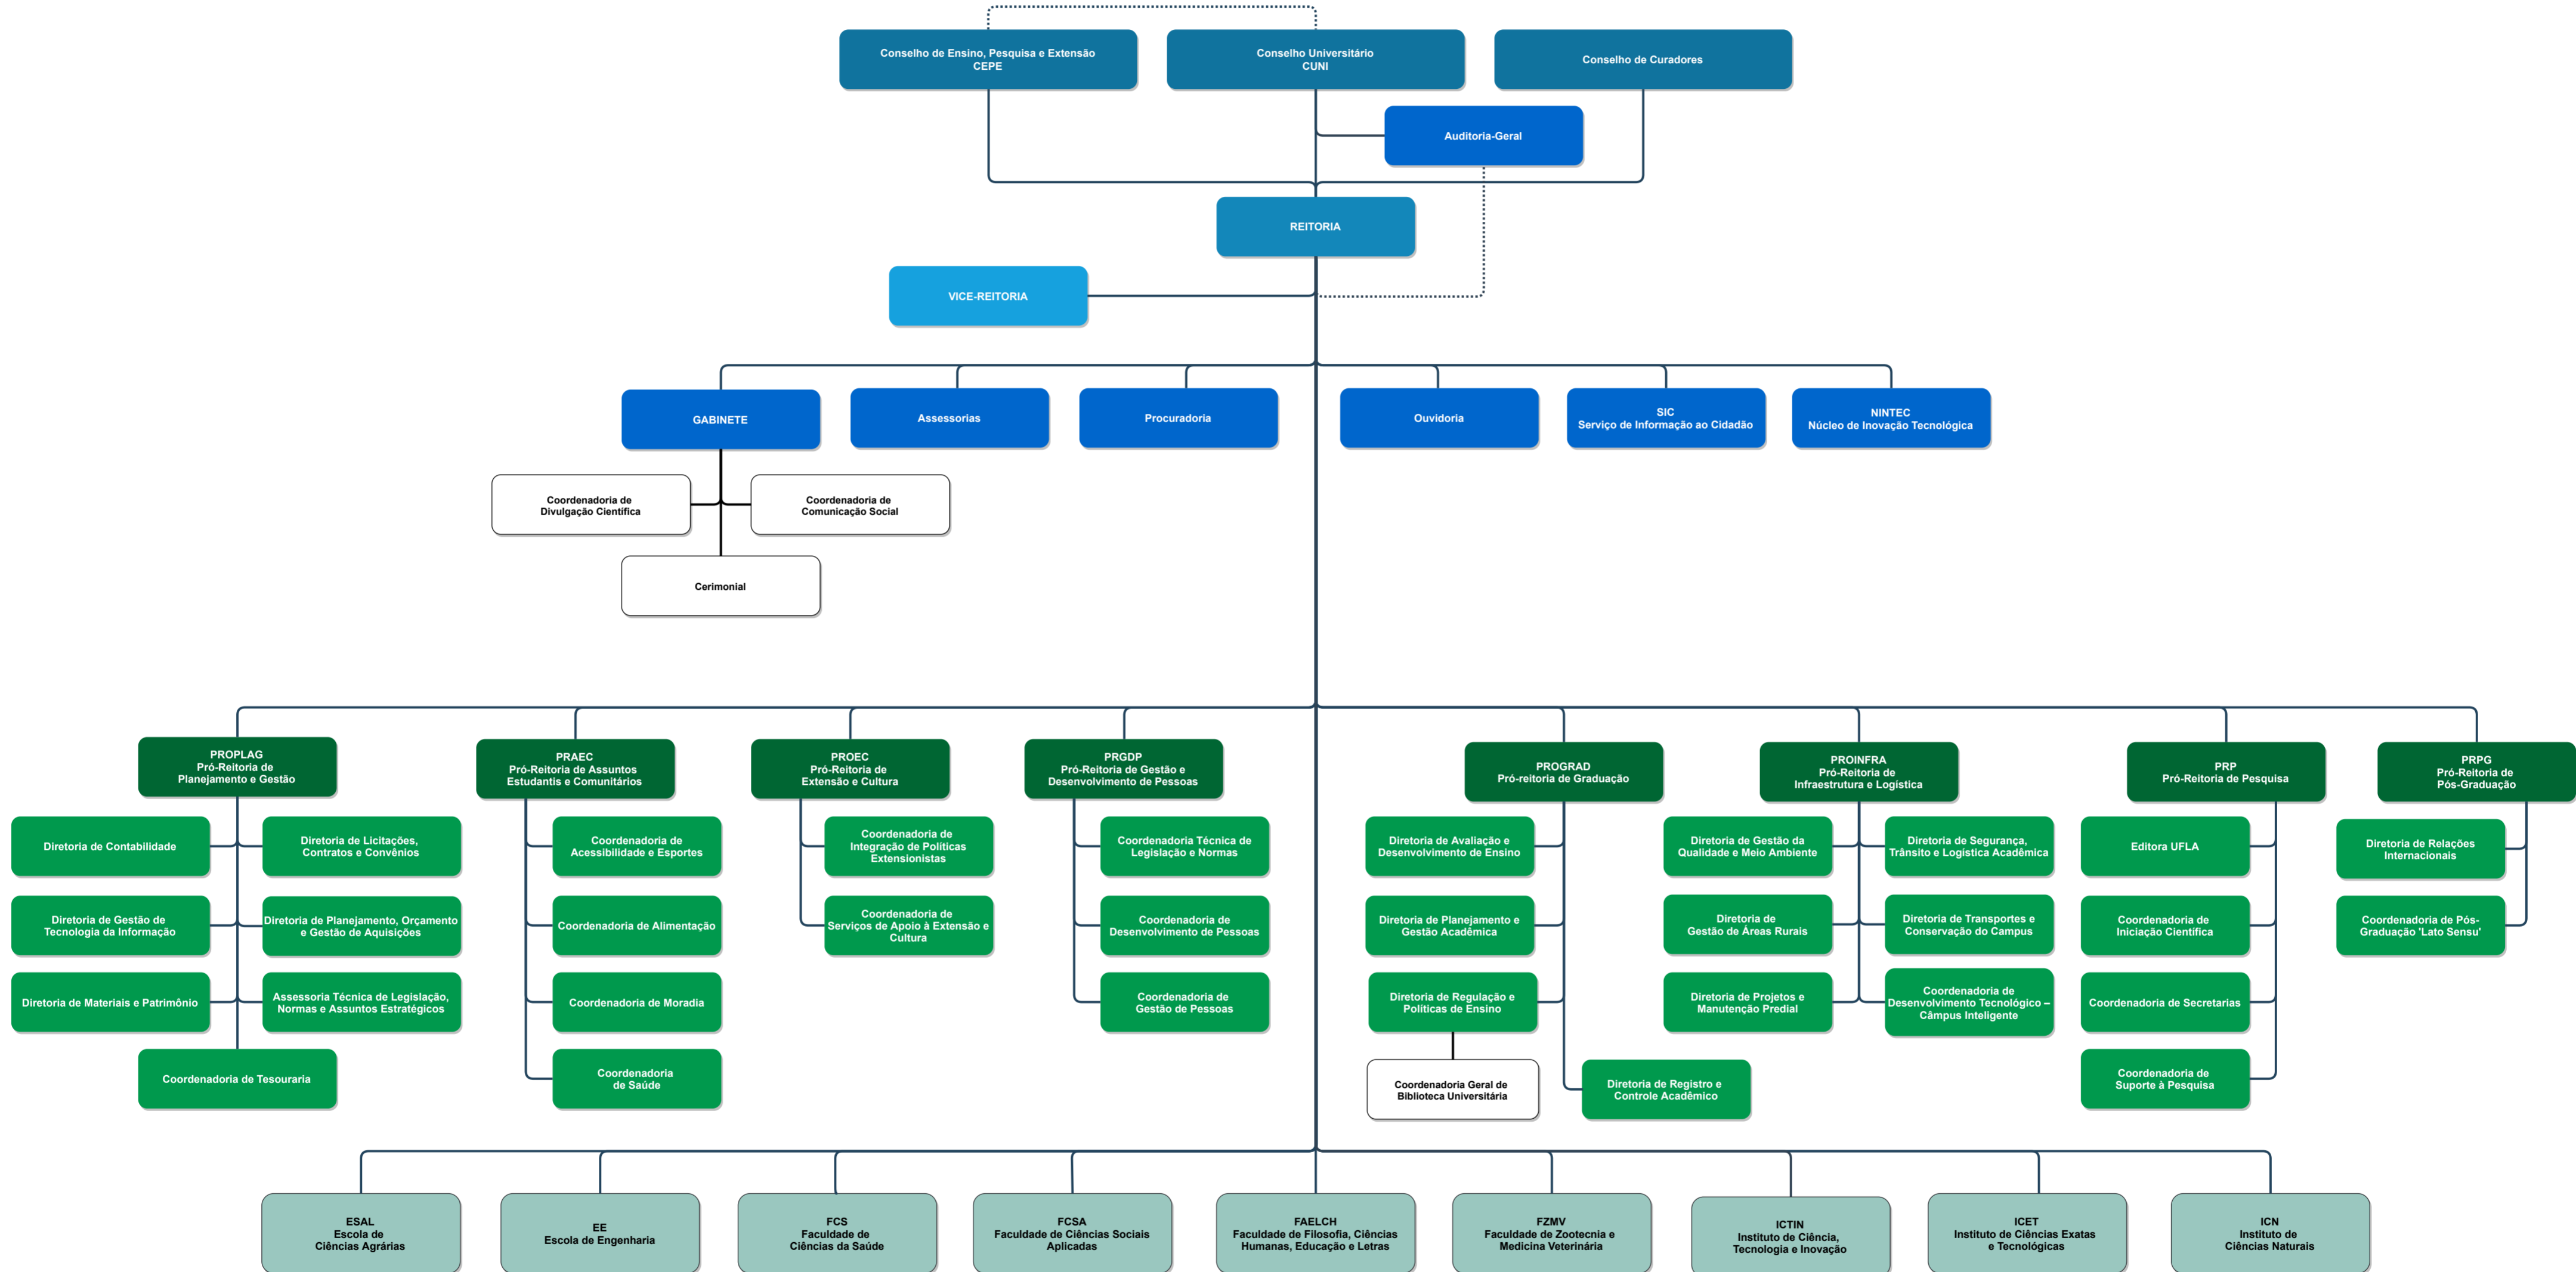 Conselho de Ensino, Pesquisa e Extensão
CEPE
Conselho Universitário
CUNI
Conselho de Curadores
Auditoria-Geral
REITORIA
VICE-REITORIA
GABINETE
Assessorias
Procuradoria
Ouvidoria
SIC
Serviço de Informação ao Cidadão
NINTEC
Núcleo de Inovação Tecnológica
Coordenadoria de
Divulgação Científica
Coordenadoria de
Comunicação Social
Cerimonial
PROPLAG
Pró-Reitoria de
Planejamento e Gestão
Diretoria de Contabilidade
Diretoria de Licitações,
Contratos e Convênios
Diretoria de Gestão de
Tecnologia da Informação
Diretoria de Planejamento, Orçamento
e Gestão de Aquisições
Diretoria de Materiais e Patrimônio
Assessoria Técnica de Legislação,
Normas e Assuntos Estratégicos
Coordenadoria de Tesouraria
PRAEC
Pró-Reitoria de Assuntos
Estudantis e Comunitários
Coordenadoria de
Acessibilidade e Esportes
Coordenadoria de Alimentação
Coordenadoria de Moradia
Coordenadoria
de Saúde
PROEC
Pró-Reitoria de
Extensão e Cultura
Coordenadoria de
Integração de Políticas
Extensionistas
Coordenadoria de
Serviços de Apoio à Extensão e
Cultura
PRGDP
Pró-Reitoria de Gestão e
Desenvolvimento de Pessoas
Coordenadoria Técnica de
Legislação e Normas
Coordenadoria de
Desenvolvimento de Pessoas
Coordenadoria de
Gestão de Pessoas
PROGRAD
Pró-reitoria de Graduação
Diretoria de Avaliação e
Desenvolvimento de Ensino
Diretoria de Planejamento e
Gestão Acadêmica
Diretoria de Regulação e
Políticas de Ensino
Coordenadoria Geral de
Biblioteca Universitária
Diretoria de Registro e
Controle Acadêmico
PROINFRA
Pró-Reitoria de
Infraestrutura e Logística
Diretoria de Gestão da
Qualidade e Meio Ambiente
Diretoria de Segurança,
Trânsito e Logística Acadêmica
Diretoria de
Gestão de Áreas Rurais
Diretoria de Transportes e
Conservação do Campus
Diretoria de Projetos e
Manutenção Predial
Coordenadoria de
Desenvolvimento Tecnológico –
Câmpus Inteligente
PRP
Pró-Reitoria de Pesquisa
Editora UFLA
Coordenadoria de
Iniciação Científica
Coordenadoria de Secretarias
Coordenadoria de
Suporte à Pesquisa
PRPG
Pró-Reitoria de
Pós-Graduação
Diretoria de Relações
Internacionais
Coordenadoria de Pós-
Graduação 'Lato Sensu'
ESAL
Escola de
Ciências Agrárias
EE
Escola de Engenharia
FCS
Faculdade de
Ciências da Saúde
FCSA
Faculdade de Ciências Sociais
Aplicadas
FAELCH
Faculdade de Filosofia, Ciências
Humanas, Educação e Letras
FZMV
Faculdade de Zootecnia e
Medicina Veterinária
ICTIN
Instituto de Ciência,
Tecnologia e Inovação
ICET
Instituto de Ciências Exatas
e Tecnológicas
ICN
Instituto de
Ciências Naturais